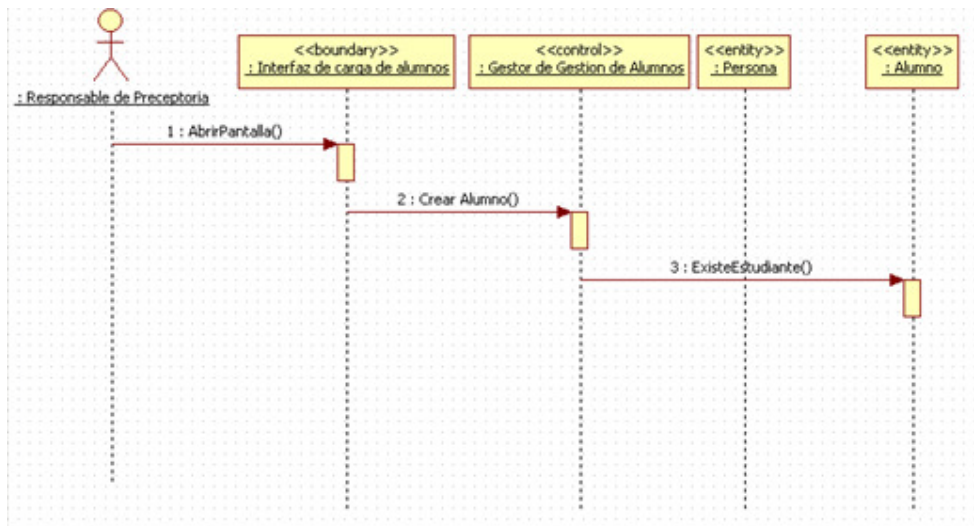 : Responsable de Preceptoria
<<boundary>>
: Interfaz de carga de alumnos
<<control>>
: Gestor de Gestion de Alumnos
<<entity>>
: Persona
<<entity>>
: Alumno
1 : AbrirPantalla()
2 : Crear Alumno()
3 : ExisteEstudiante()